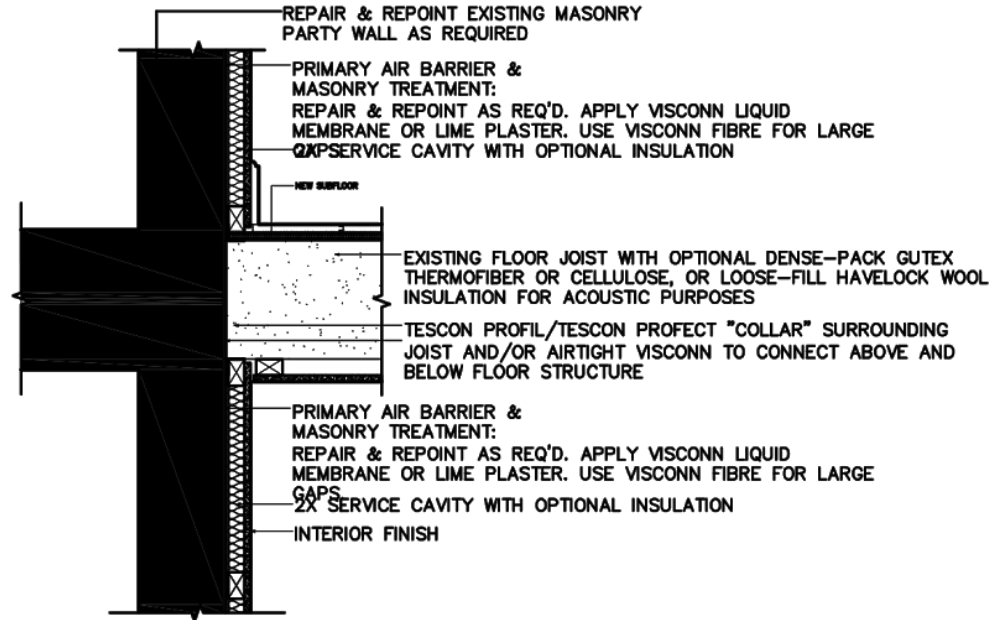 REPAIR & REPOINT EXISTING MASONRY
PARTY WALL AS REQUIRED
PRIMARY AIR BARRIER &
MASONRY TREATMENT:
REPAIR & REPOINT AS REQ'D. APPLY VISCONN LIQUID
MEMBRANE OR LIME PLASTER. USE VISCONN FIBRE FOR LARGE
GAPS
2X SERVICE CAVITY WITH OPTIONAL INSULATION
NEW SUBFLOOR
EXISTING FLOOR JOIST WITH OPTIONAL DENSE-PACK GUTEX
THERMOFIBER OR CELLULOSE, OR LOOSE-FILL HAVELOCK WOOL
INSULATION FOR ACOUSTIC PURPOSES
TESCON PROFIL/TESCON PROFECT "COLLAR" SURROUNDING
JOIST AND/OR AIRTIGHT VISCONN TO CONNECT ABOVE AND
BELOW FLOOR STRUCTURE
PRIMARY AIR BARRIER &
MASONRY TREATMENT:
REPAIR & REPOINT AS REQ'D. APPLY VISCONN LIQUID
MEMBRANE OR LIME PLASTER. USE VISCONN FIBRE FOR LARGE
GAPS.
2X SERVICE CAVITY WITH OPTIONAL INSULATION
INTERIOR FINISH